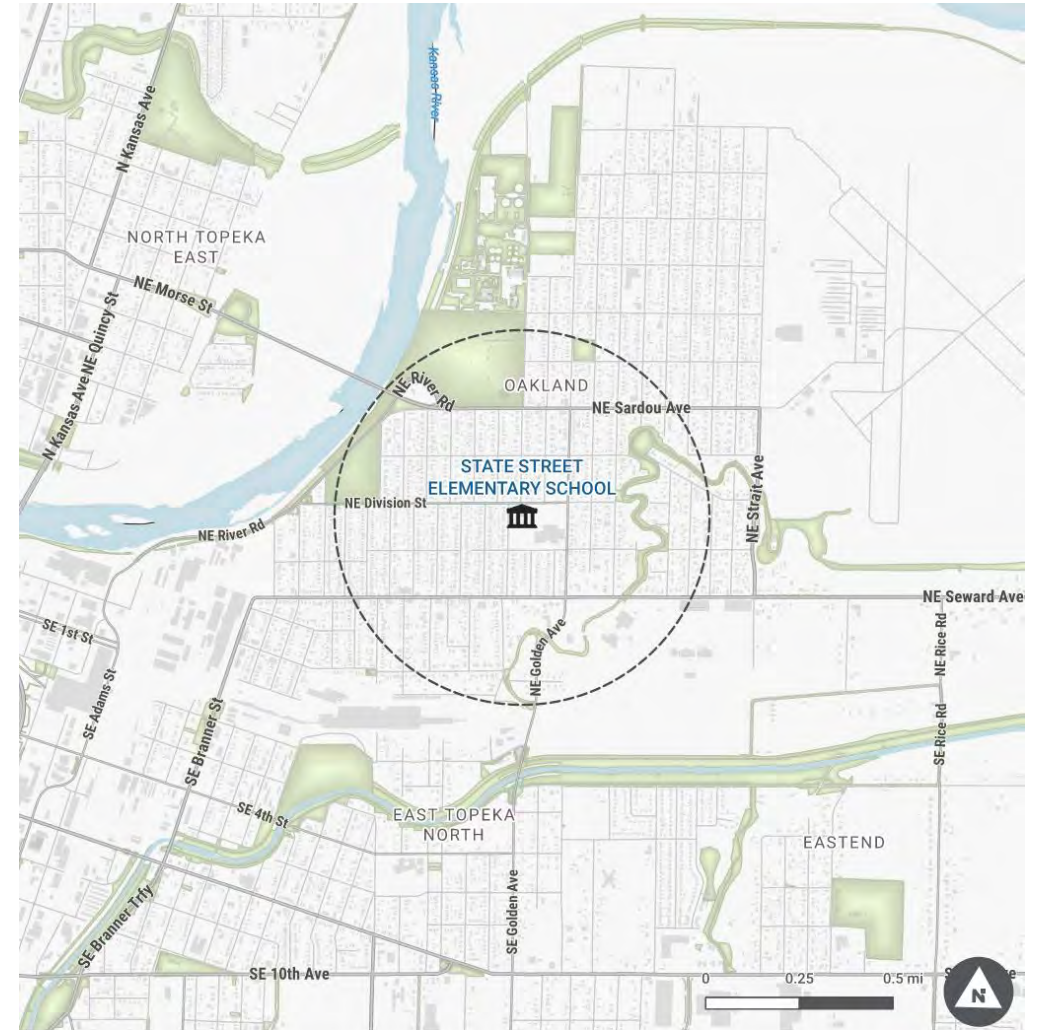 Kansas River
N Kansas Ave
NORTH TOPEKA
EAST
NE Morse St
NE Quincy St
N Kansas Ave
NE River Rd
OAKLAND
NE Sardou Ave
STATE STREET
ELEMENTARY SCHOOL
NE Division St
NE Strait Ave
NE River Rd
NE Seward Ave
SE 1st St
NE Golden Ave
NE Rice Rd
SE Adams St
SE Branner St
SE Rice Rd
SE 4th St
EAST TOPEKA
NORTH
EASTEND
SE Golden Ave
SE Branner Trfy
SE 10th Ave
0 0.25 0.5 mi
N